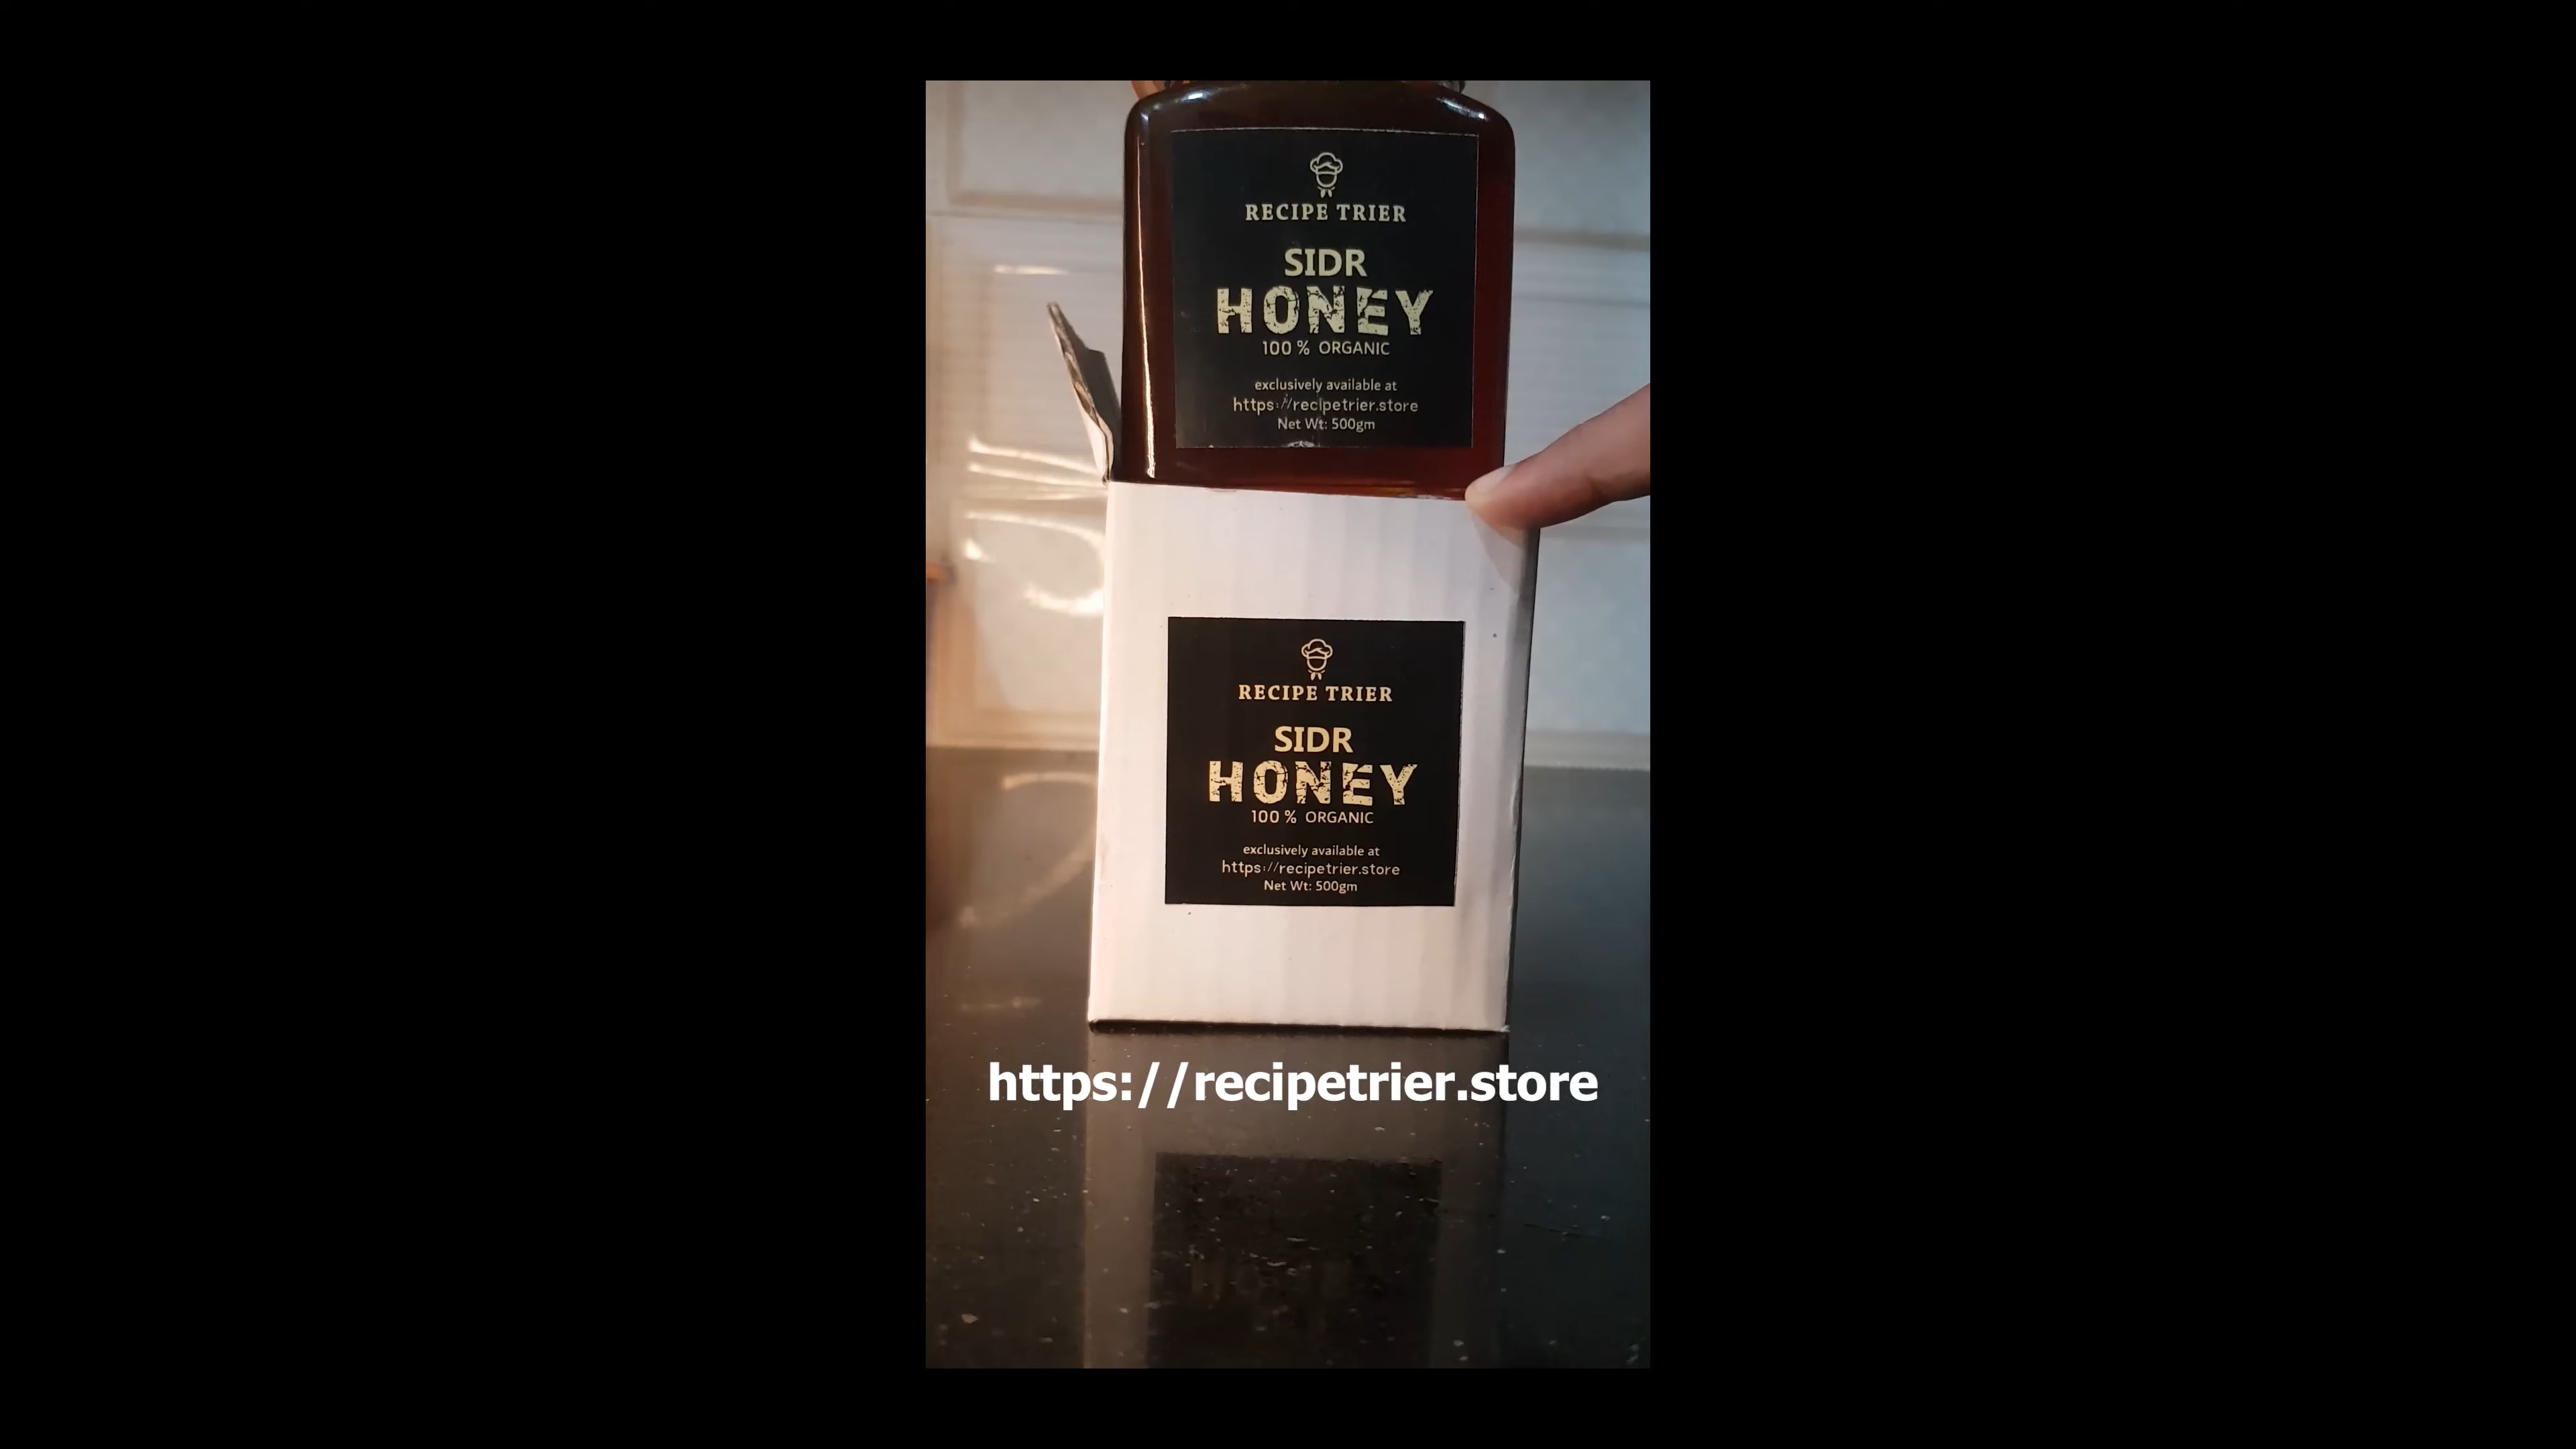 RECIPE TRIER
SIDR
HONEY
100 % ORGANIC
exclusively available at
https://recipetrier.store
Net Wt: 500gm
RECIPE TRIER
SIDR
HONEY
100 % ORGANIC
exclusively available at
https://recipetrier.store
Net Wt: 500gm
https://recipetrier.store